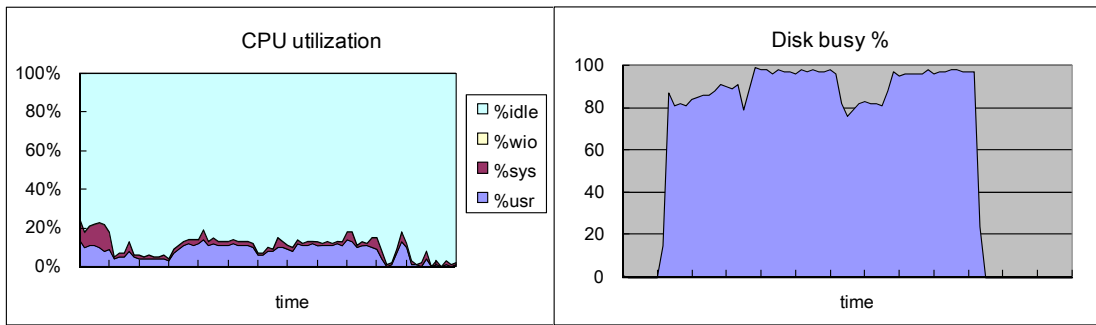 CPU utilization
100%
80%
60%
40%
20%
0%
time
%idle
%wio
%sys
%usr
Disk busy %
100
80
60
40
20
0
time